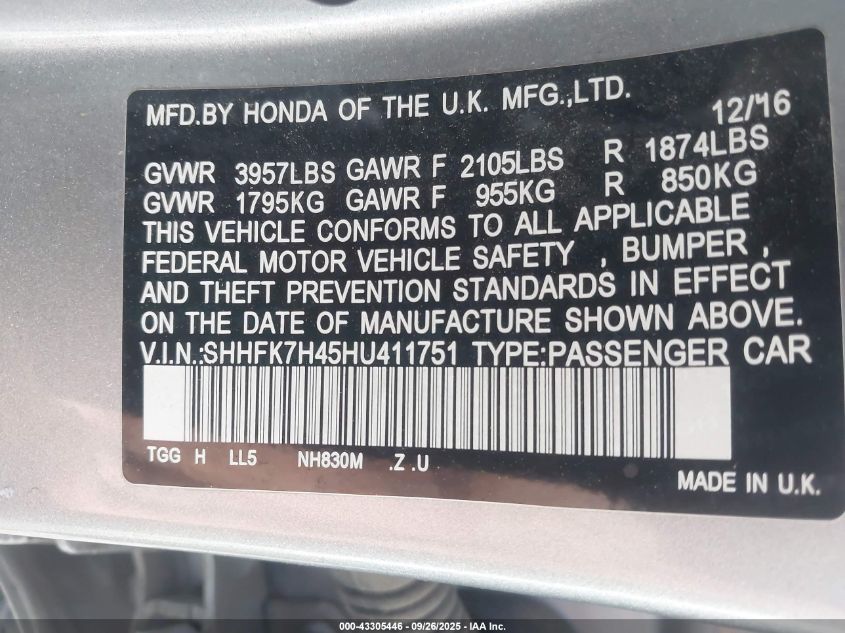 MFD.BY HONDA OF THE U.K. MFG.,LTD. 12/'16
GVWR 3957LBS GAWR F 2105LBS R 1874LBS
GVWR 1795KG GAWR F 955KG R 850KG
THIS VEHICLE CONFORMS TO ALL APPLICABLE
FEDERAL MOTOR VEHICLE SAFETY , BUMPER ,
AND THEFT PREVENTION STANDARDS IN EFFECT
ON THE DATE OF MANUFACTURE SHOWN ABOVE.
V.I.N.:SHHFK7H45HU411751 TYPE:PASSENGER CAR
TGG H LL5 NH830M .Z .U
MADE IN U.K.
000-43305446 - 09/26/2025 - IAA Inc.